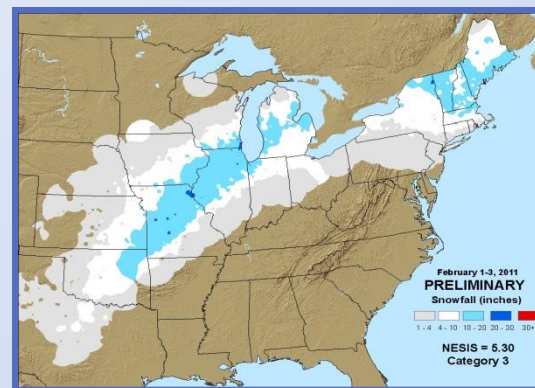 February 1-3, 2011
PRELIMINARY
Snowfall (inches)
1 - 4 4 - 10 10 - 20 20 - 30 30+
NESIS = 5.30
Category 3